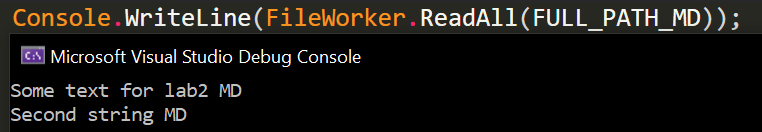 Console.WriteLine(FileWorker.ReadAll(FULL_PATH_MD));
C:\ Microsoft Visual Studio Debug Console
Some text for lab2 MD
Second string MD